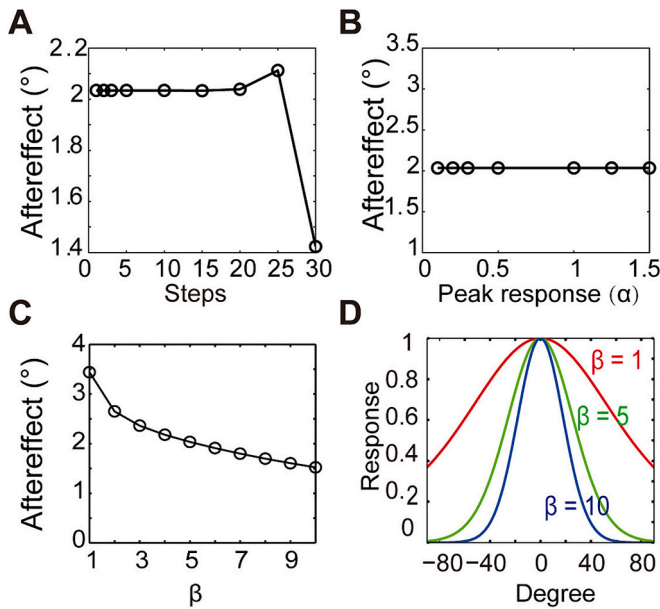 A
Aftereffect (°)
2.2
2
1.8
1.6
1.4
0 5 10 15 20 25 30
Steps
B
Aftereffect (°)
3.5
3
2.5
2
1.5
1
0 0.5 1 1.5
Peak response (α)
C
Aftereffect (°)
4
3
2
1
0
1 3 5 7 9
β
D
Response
1
0.8
0.6
0.4
0.2
0
β = 1
β = 5
β = 10
−80 −40 0 40 80
Degree